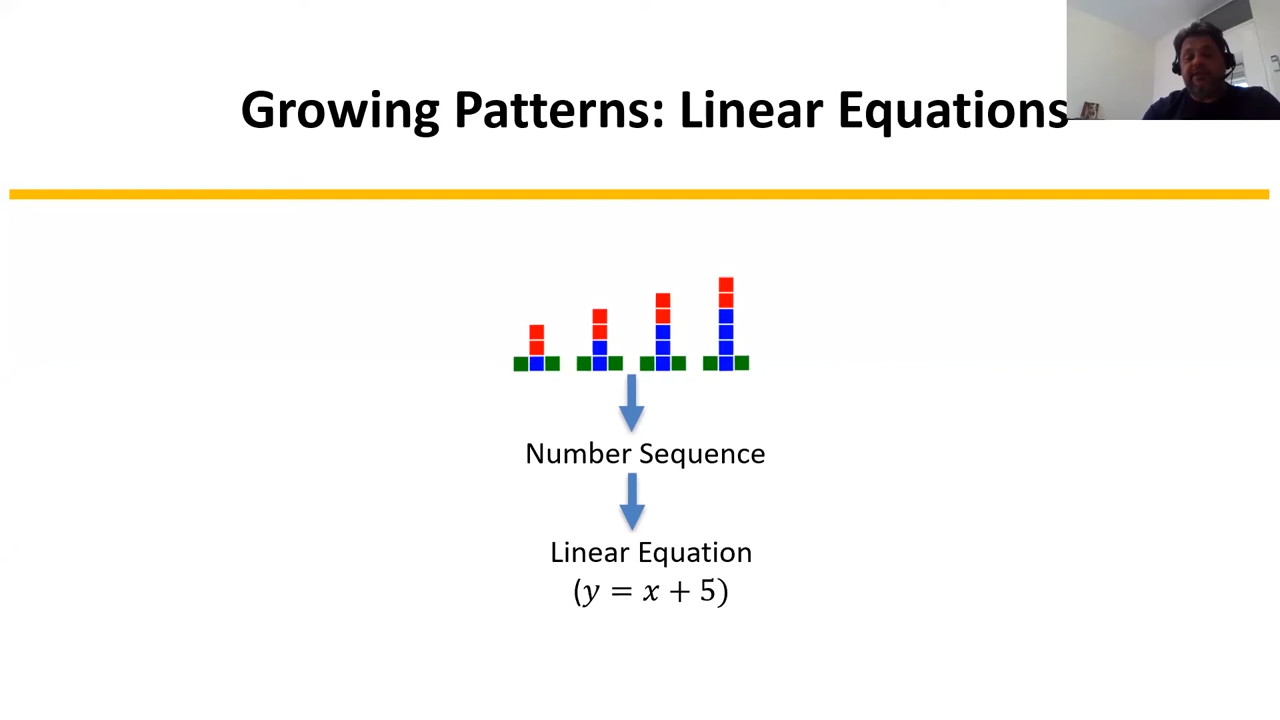 Growing Patterns: Linear Equations
Number Sequence
Linear Equation
(y = x + 5)